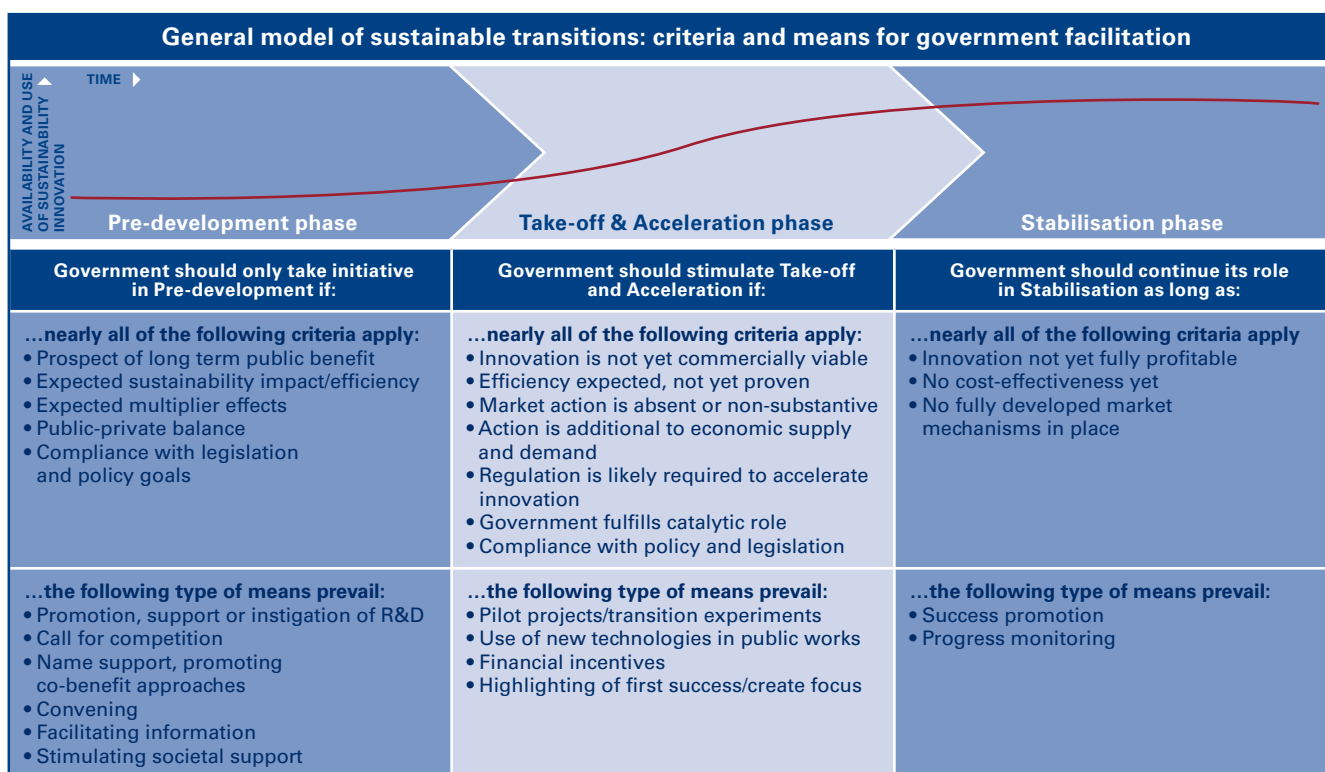 General model of sustainable transitions: criteria and means for government facilitation
AVAILABILITY AND USE
OF SUSTAINABILITY
INNOVATION
TIME
Pre-development phase
Take-off & Acceleration phase
Stabilisation phase
Government should only take initiative
in Pre-development if:
…nearly all of the following criteria apply:
• Prospect of long term public benefit
• Expected sustainability impact/efficiency
• Expected multiplier effects
• Public-private balance
• Compliance with legislation
and policy goals
…the following type of means prevail:
• Promotion, support or instigation of R&D
• Call for competition
• Name support, promoting
co-benefit approaches
• Convening
• Facilitating information
• Stimulating societal support
Government should stimulate Take-off
and Acceleration if:
…nearly all of the following criteria apply:
• Innovation is not yet commercially viable
• Efficiency expected, not yet proven
• Market action is absent or non-substantive
• Action is additional to economic supply
and demand
• Regulation is likely required to accelerate
innovation
• Government fulfills catalytic role
• Compliance with policy and legislation
…the following type of means prevail:
• Pilot projects/transition experiments
• Use of new technologies in public works
• Financial incentives
• Highlighting of first success/create focus
Government should continue its role
in Stabilisation as long as:
…nearly all of the following critaria apply
• Innovation not yet fully profitable
• No cost-effectiveness yet
• No fully developed market
mechanisms in place
…the following type of means prevail:
• Success promotion
• Progress monitoring